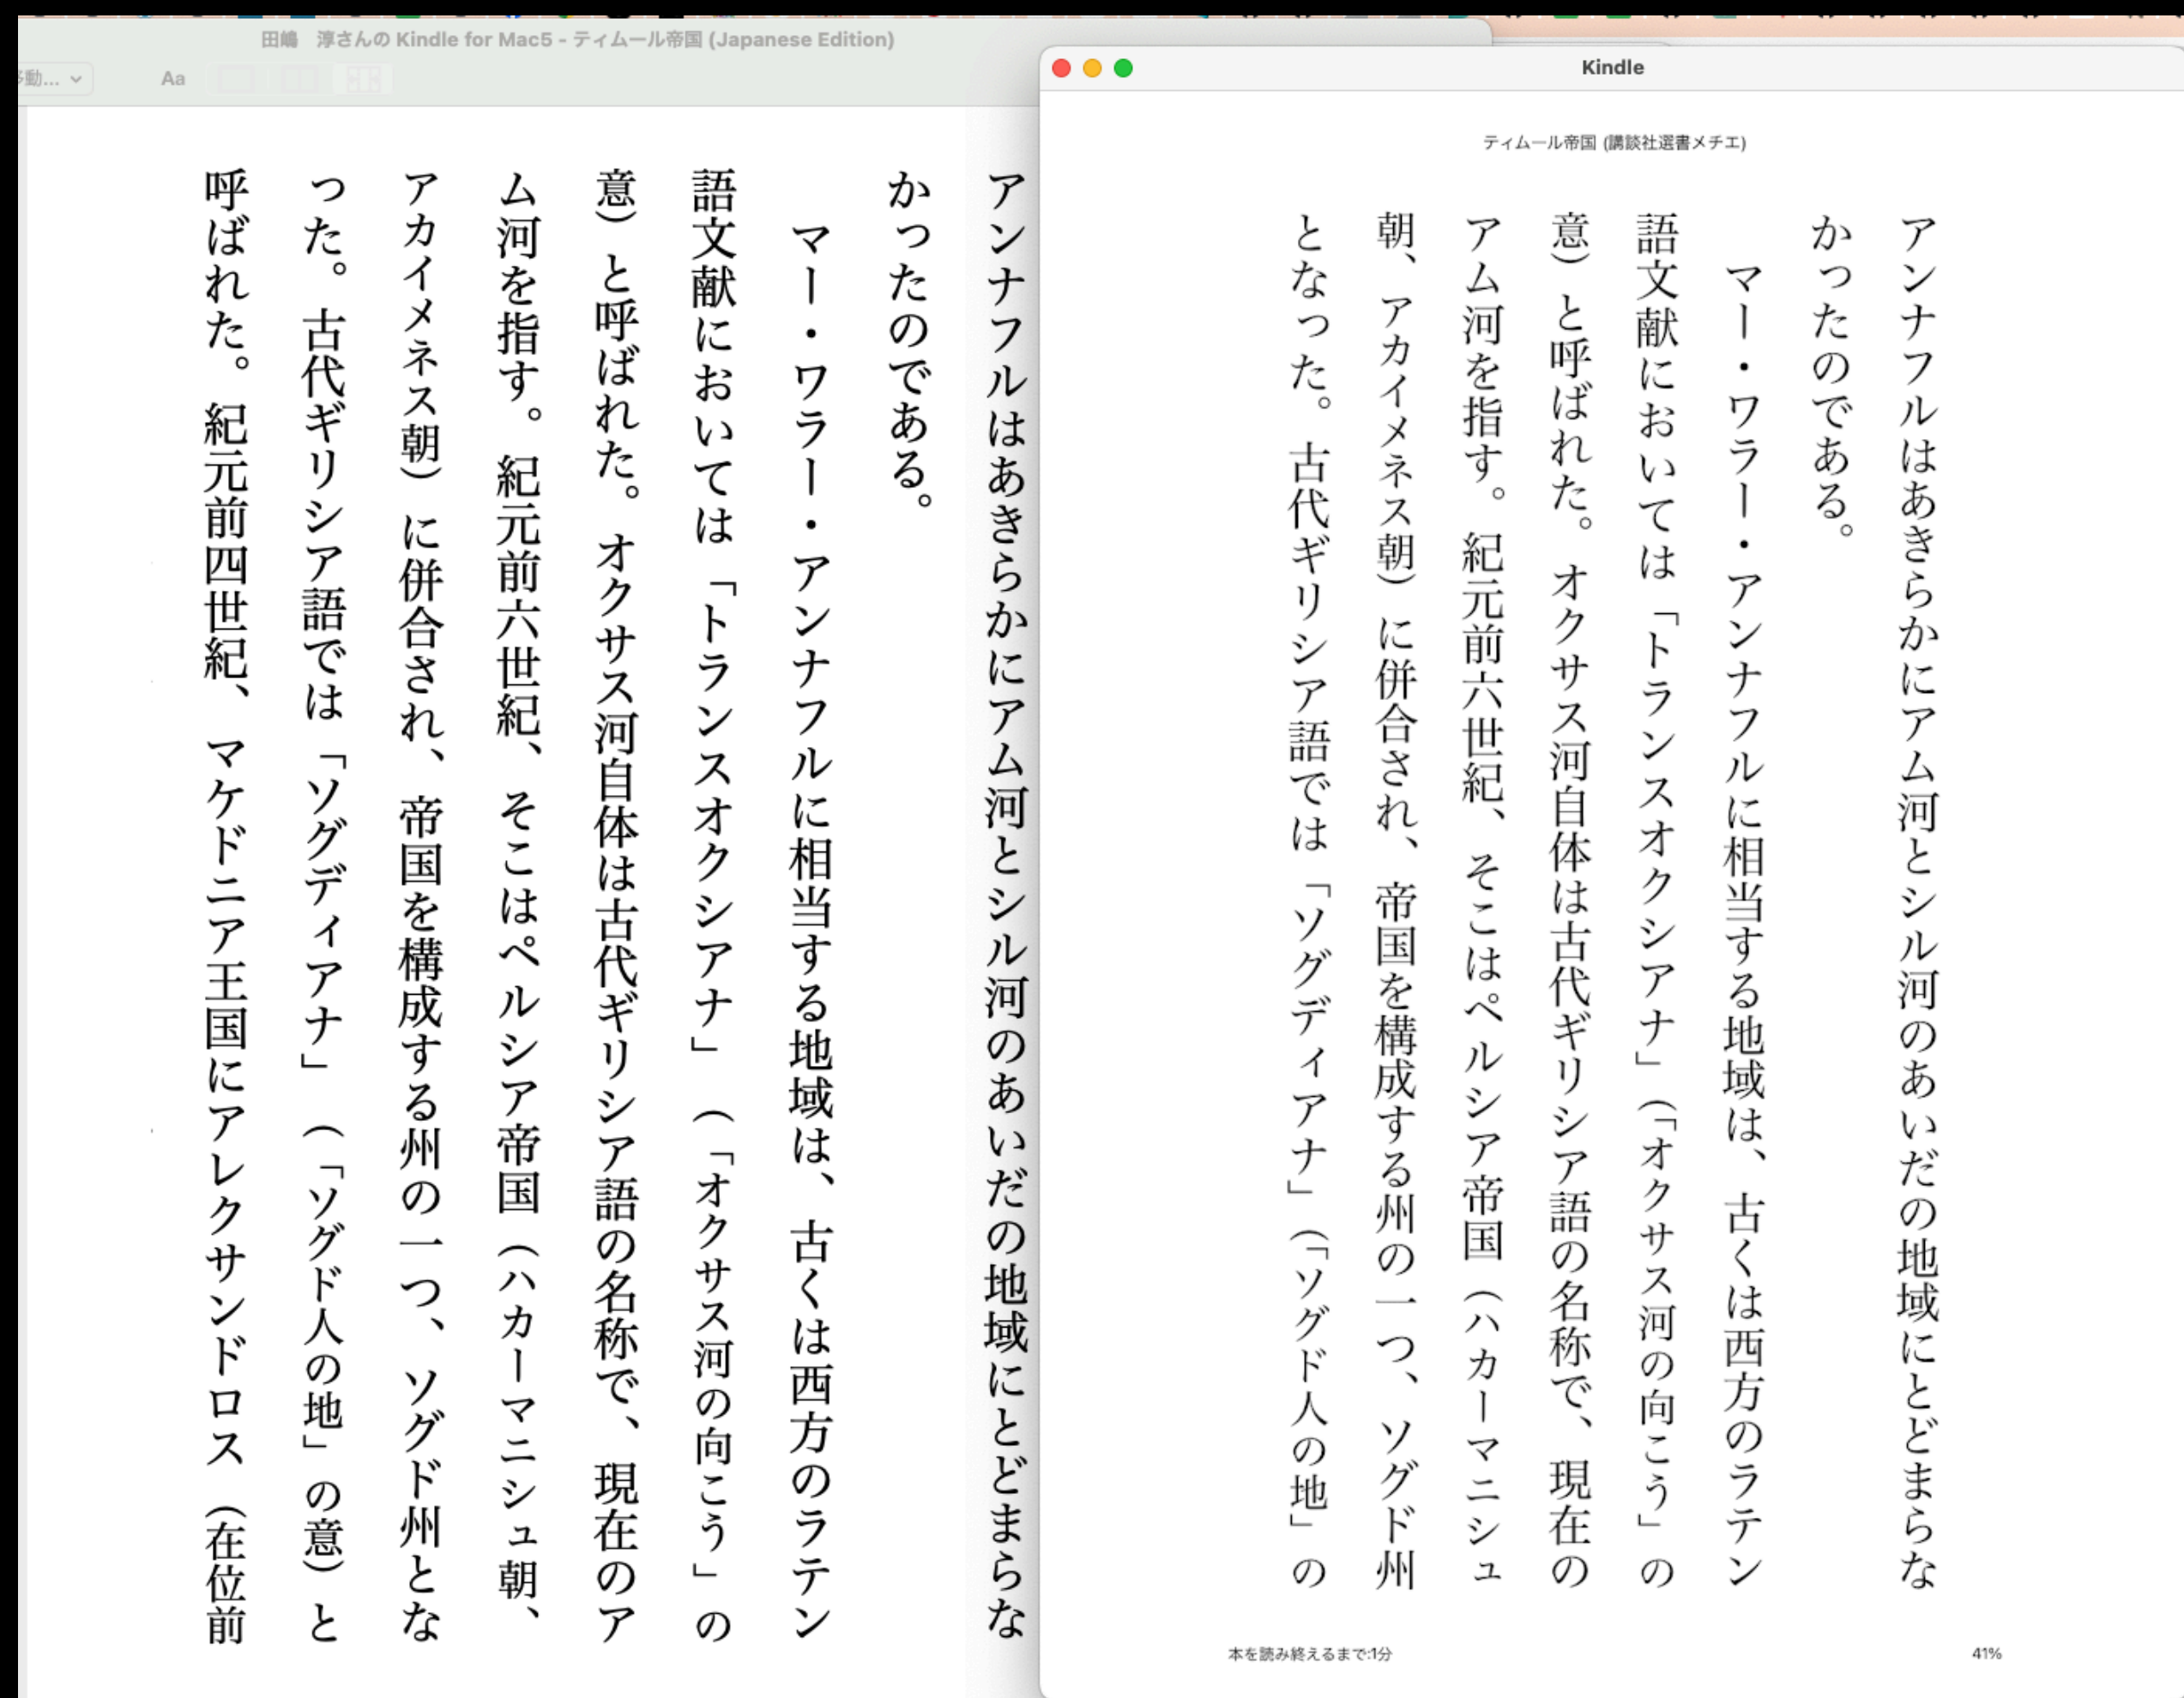 田嶋　淳さんの Kindle for Mac5 - ティムール帝国 (Japanese Edition)
動...
Aa
アンナフルはあきらかにアム河とシル河のあいだの地域にとどまらな
かったのである。
　マー・ワラー・アンナフルに相当する地域は、古くは西方のラテン
語文献においては「トランスオクシアナ」（「オクサス河の向こう」の
意）と呼ばれた。オクサス河自体は古代ギリシア語の名称で、現在のア
ム河を指す。紀元前六世紀、そこはペルシア帝国（ハカーマニシュ朝、
アカイメネス朝）に併合され、帝国を構成する州の一つ、ソグド州とな
った。古代ギリシア語では「ソグディアナ」（「ソグド人の地」の意）と
呼ばれた。紀元前四世紀、マケドニア王国にアレクサンドロス（在位前
Kindle
ティムール帝国 (講談社選書メチエ)
アンナフルはあきらかにアム河とシル河のあいだの地域にとどまらな
かったのである。
　マー・ワラー・アンナフルに相当する地域は、古くは西方のラテン
語文献においては「トランスオクシアナ」（「オクサス河の向こう」の
意）と呼ばれた。オクサス河自体は古代ギリシア語の名称で、現在の
アム河を指す。紀元前六世紀、そこはペルシア帝国（ハカーマニシュ
朝、アカイメネス朝）に併合され、帝国を構成する州の一つ、ソグド州
となった。古代ギリシア語では「ソグディアナ」（「ソグド人の地」の
本を読み終えるまで:1分
41%